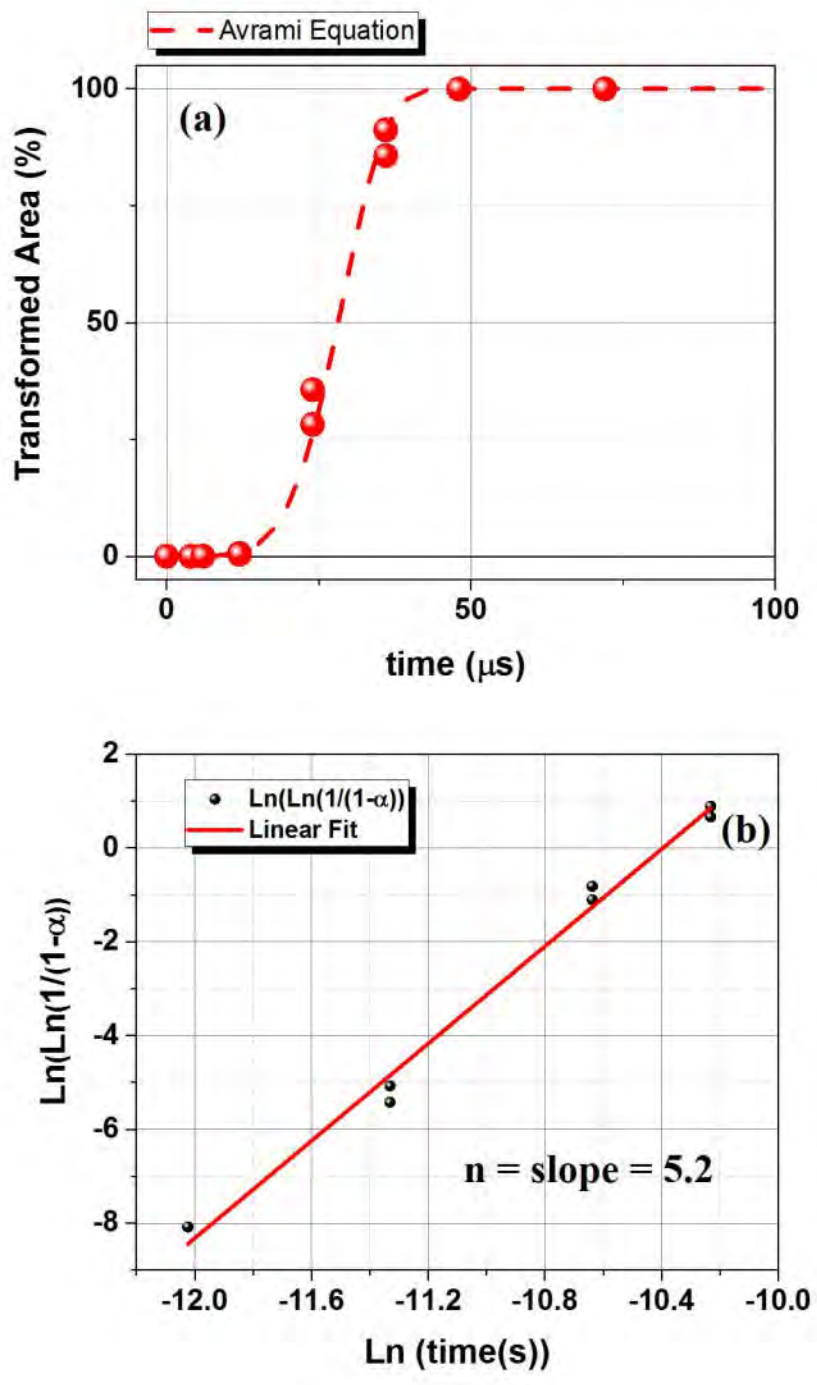 Avrami Equation
(a)
100
50
0
Transformed Area (%)
0 50 100
time (μs)
2
0
-2
-4
-6
-8
Ln(Ln(1/(1-α))
Ln(Ln(1/(1-α))
Linear Fit
(b)
n = slope = 5.2
-12.0 -11.6 -11.2 -10.8 -10.4 -10.0
Ln (time(s))